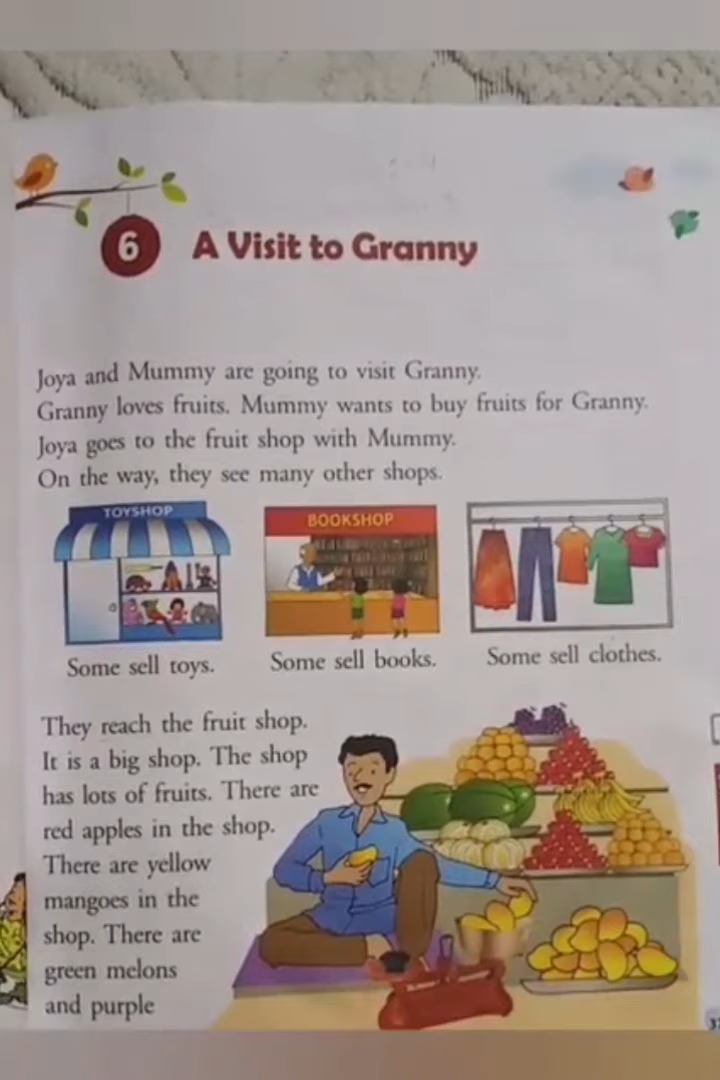 6 A Visit to Granny
Joya and Mummy are going to visit Granny.
Granny loves fruits. Mummy wants to buy fruits for Granny.
Joya goes to the fruit shop with Mummy.
On the way, they see many other shops.
TOYSHOP
BOOKSHOP
Some sell toys.
Some sell books.
Some sell clothes.
They reach the fruit shop.
It is a big shop. The shop
has lots of fruits. There are
red apples in the shop.
There are yellow
mangoes in the
shop. There are
green melons
and purple